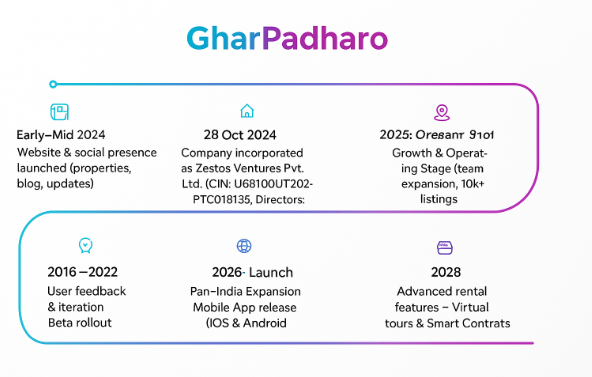 GharPadharo
Early–Mid 2024
Website & social presence
launched (properties,
blog, updates)
28 Oct 2024
Company incorporated
as Zestos Ventures Pvt.
Ltd. (CIN: U68100UT202-
PTC018135, Directors:
2025:
Growth & Operat-
ing Stage (team
expansion, 10k+
listings
2016 –2022
User feedback
& iteration
Beta rollout
2026- Launch
Pan–India Expansion
Mobile App release
(IOS & Android
2028
Advanced rental
features – Virtual
tours & Smart Contrats